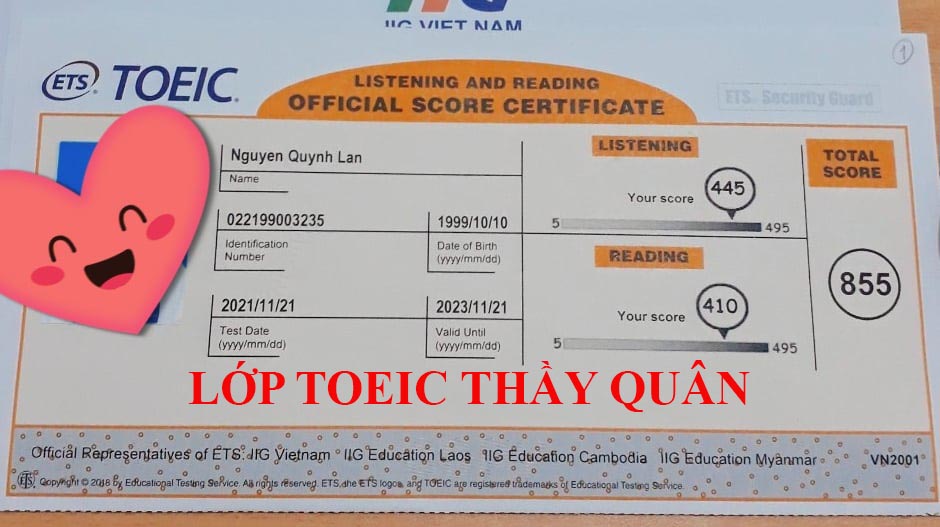 IIG VIET NAM
1
ETS TOEIC®
LISTENING AND READING
OFFICIAL SCORE CERTIFICATE
ETS Security Guard
Nguyen Quynh Lan
Name
022199003235
Identification
Number
1999/10/10
Date of Birth
(yyyy/mm/dd)
2021/11/21
Test Date
(yyyy/mm/dd)
2023/11/21
Valid Until
(yyyy/mm/dd)
LISTENING
Your score
445
5
495
READING
Your score
410
5
495
TOTAL
SCORE
855
LỚP TOEIC THẦY QUÂN
Official Representatives of ETS: IIG Vietnam IIG Education Laos IIG Education Cambodia IIG Education Myanmar VN2001
ETS Copyright © 2018 by Educational Testing Service. All rights reserved. ETS, the ETS logos, and TOEIC are registered trademarks of Educational Testing Service.